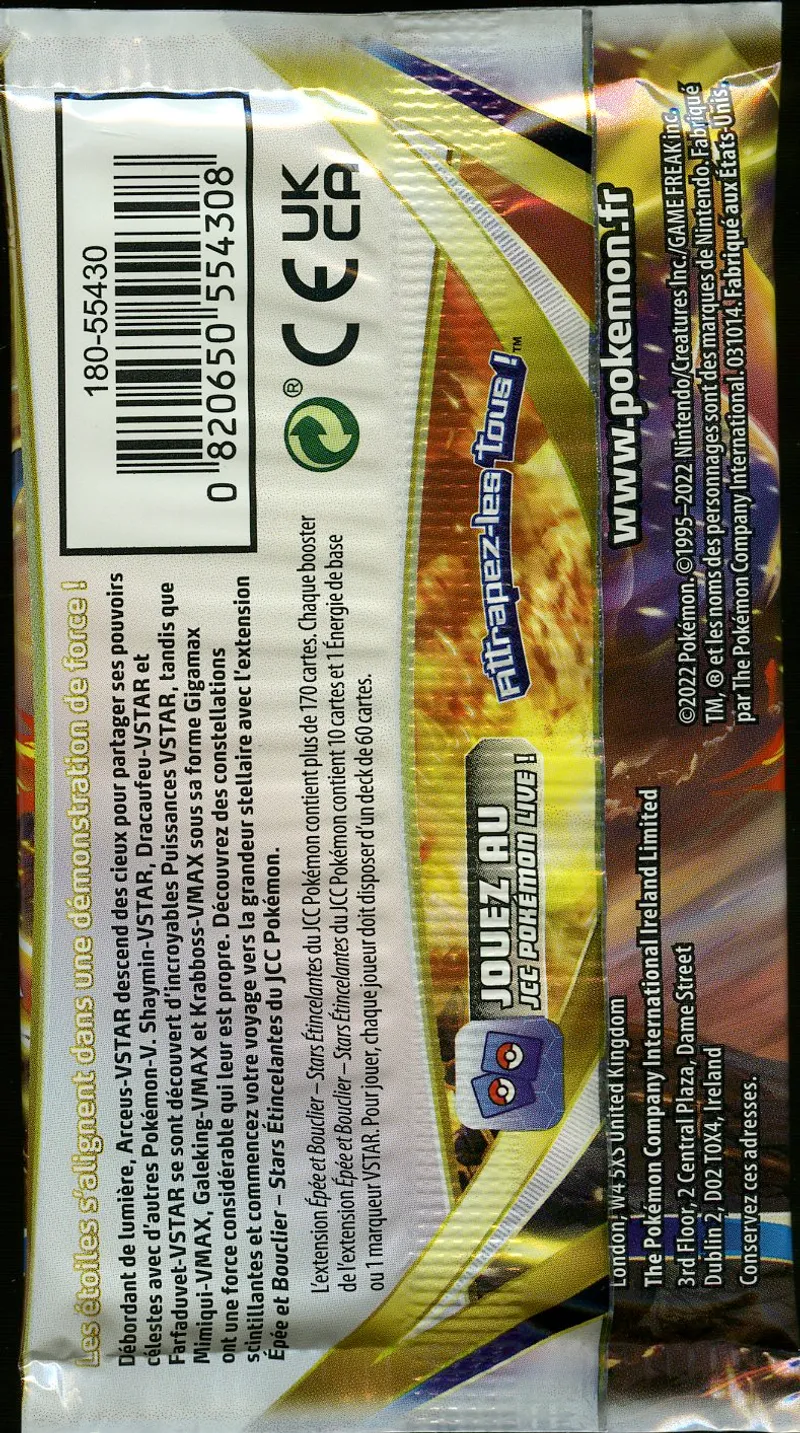 Les étoiles s'alignent dans une démonstration de force !
Débordant de lumière, Arceus-VSTAR descend des cieux pour partager ses pouvoirs
célestes avec d'autres Pokémon-V. Shaymin-VSTAR, Dracaufeu-VSTAR et
Farfaduvet-VSTAR se sont découvert d'incroyables Puissances VSTAR, tandis que
Mimiqui-VMAX, Galeking-VMAX et Krabboss-VMAX sous sa forme Gigamax
ont une force considérable qui leur est propre. Découvrez des constellations
scintillantes et commencez votre voyage vers la grandeur stellaire avec l'extension
Épée et Bouclier – Stars Étincelantes du JCC Pokémon.
L'extension Épée et Bouclier – Stars Étincelantes du JCC Pokémon contient plus de 170 cartes. Chaque booster
de l'extension Épée et Bouclier – Stars Étincelantes du JCC Pokémon contient 10 cartes et 1 Énergie de base
ou 1 marqueur VSTAR. Pour jouer, chaque joueur doit disposer d'un deck de 60 cartes.
180-55430
0 820650 554308
®
CE
UK
CA
JOUEZ AU
JCC POKÉMON LIVE !
Attrapez-les tous !™
London, W4 5XS United Kingdom
The Pokémon Company International Ireland Limited
3rd Floor, 2 Central Plaza, Dame Street
Dublin 2, D02 T0X4, Ireland
Conservez ces adresses.
www.pokemon.fr
©2022 Pokémon. ©1995–2022 Nintendo/Creatures Inc./GAME FREAK inc.
TM, ® et les noms des personnages sont des marques de Nintendo. Fabriqué
par The Pokémon Company International. 031014. Fabriqué aux États-Unis.